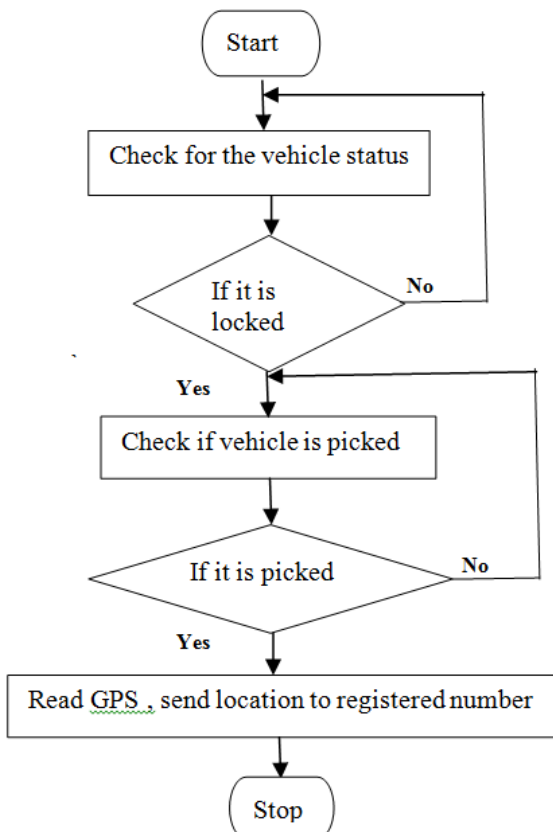 Start
Check for the vehicle status
If it is
locked
No
Yes
Check if vehicle is picked
If it is picked
No
Yes
Read GPS , send location to registered number
Stop